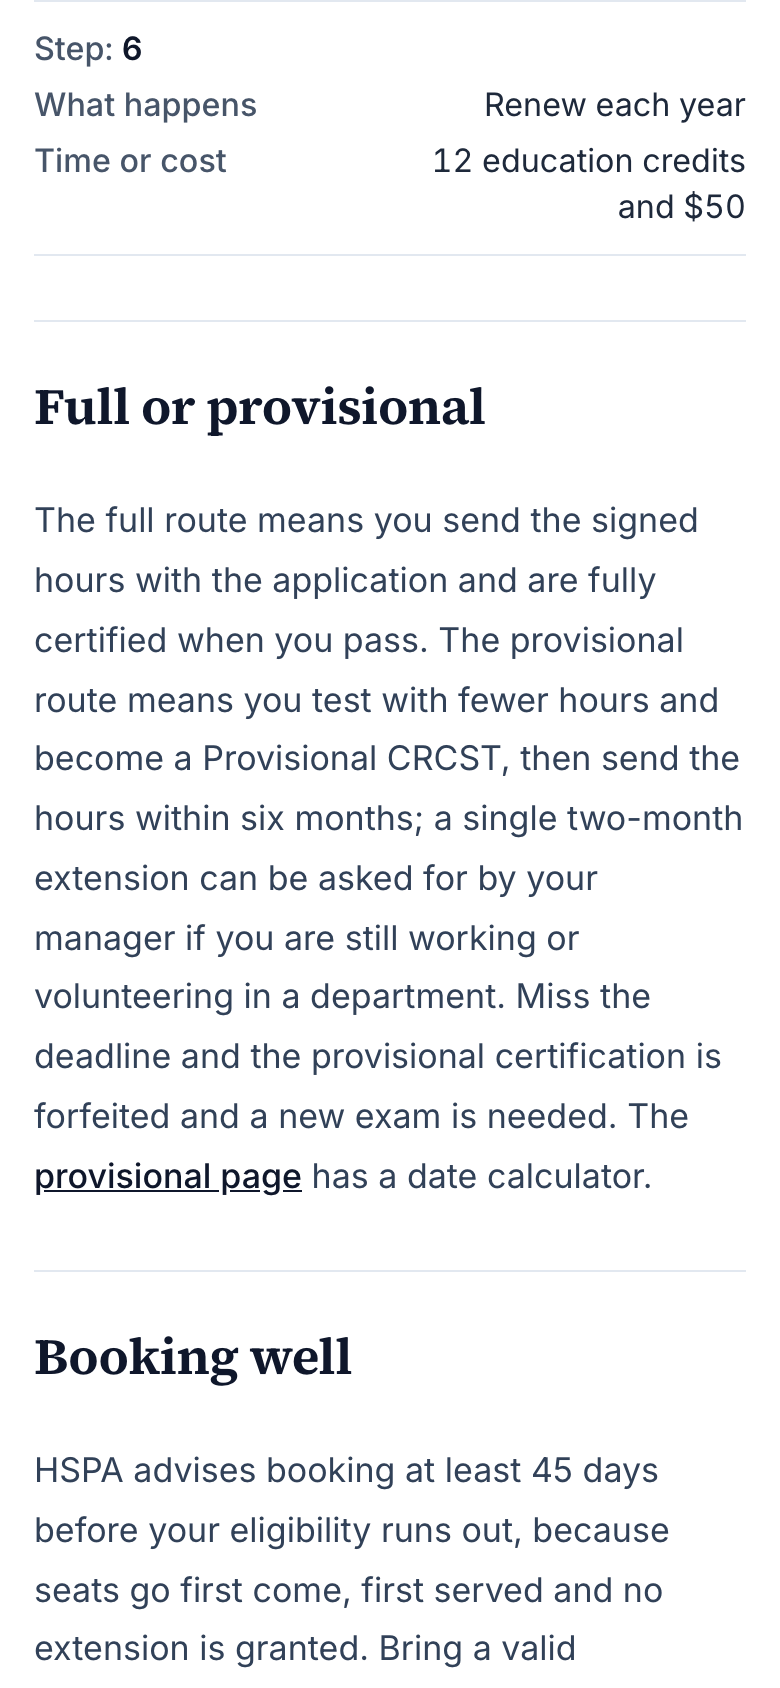 Step: 6
What happens Renew each year
Time or cost 12 education credits
and $50
Full or provisional
The full route means you send the signed
hours with the application and are fully
certified when you pass. The provisional
route means you test with fewer hours and
become a Provisional CRCST, then send the
hours within six months; a single two-month
extension can be asked for by your
manager if you are still working or
volunteering in a department. Miss the
deadline and the provisional certification is
forfeited and a new exam is needed. The
provisional page has a date calculator.
Booking well
HSPA advises booking at least 45 days
before your eligibility runs out, because
seats go first come, first served and no
extension is granted. Bring a valid